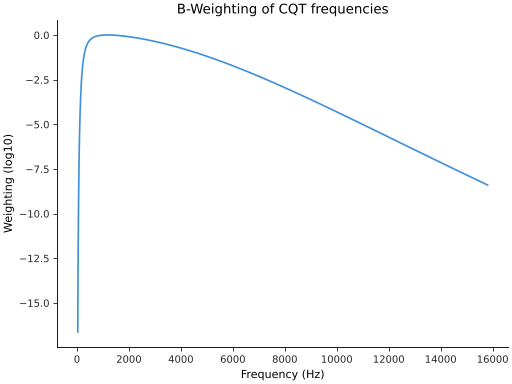 B-Weighting of CQT frequencies
Weighting (log10)
0.0
−2.5
−5.0
−7.5
−10.0
−12.5
−15.0
0 2000 4000 6000 8000 10000 12000 14000 16000
Frequency (Hz)